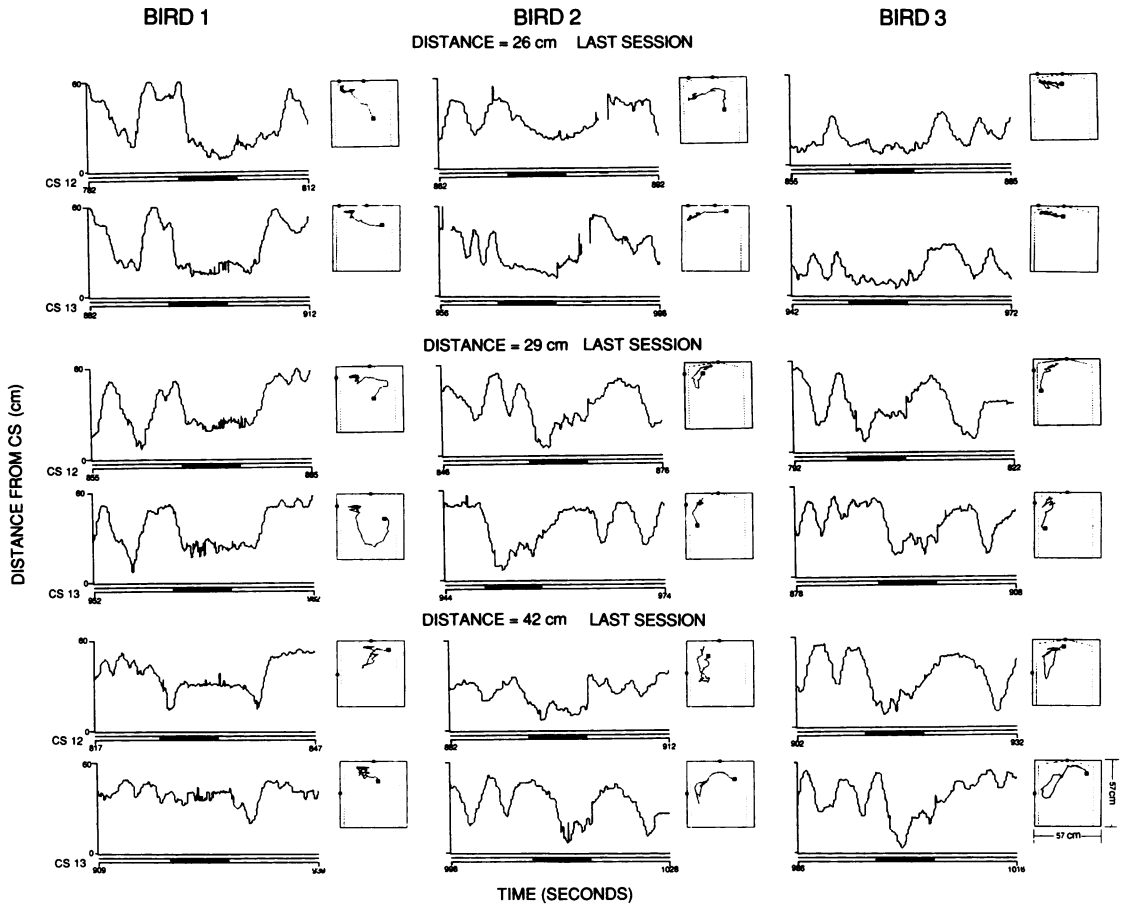 BIRD 1 BIRD 2 BIRD 3
DISTANCE = 26 cm LAST SESSION
60
0
CS 12
782 812 862 892 855 885
60
0
CS 13
882 912 956 986 942 972
DISTANCE = 29 cm LAST SESSION
60
0
CS 12
855 885 846 876 792 822
60
0
CS 13
952 982 944 974 878 908
DISTANCE = 42 cm LAST SESSION
60
0
CS 12
817 847 882 912 902 932
60
0
CS 13
909 939 998 1028 986 1016
57 cm
57 cm
DISTANCE FROM CS (cm)
TIME (SECONDS)